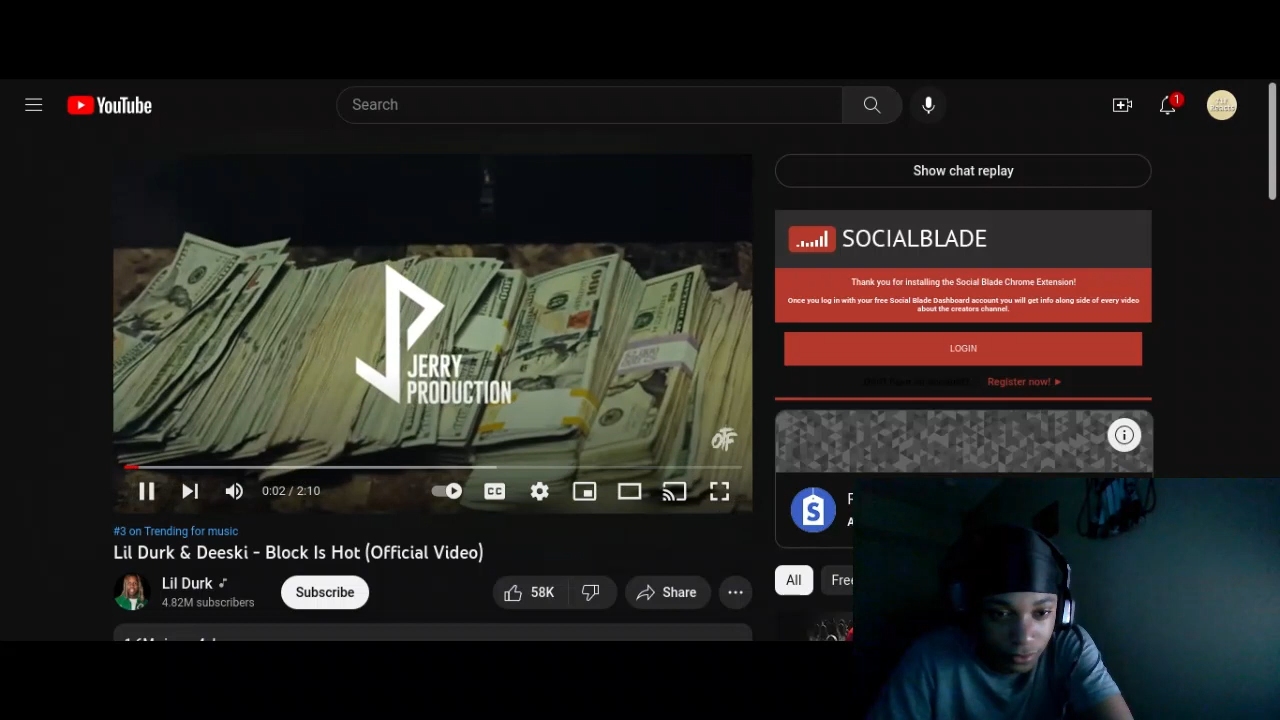 YouTube
Search
1
Show chat replay
SOCIALBLADE
Thank you for installing the Social Blade Chrome Extension!
Once you log in with your free Social Blade Dashboard account you will get info along side of every video
about the creators channel.
LOGIN
Register now! ►
JERRY
PRODUCTION
OTF
0:02 / 2:10
CC
S
#3 on Trending for music
Lil Durk & Deeski - Block Is Hot (Official Video)
Lil Durk
4.82M subscribers
Subscribe
58K
Share
All
Free